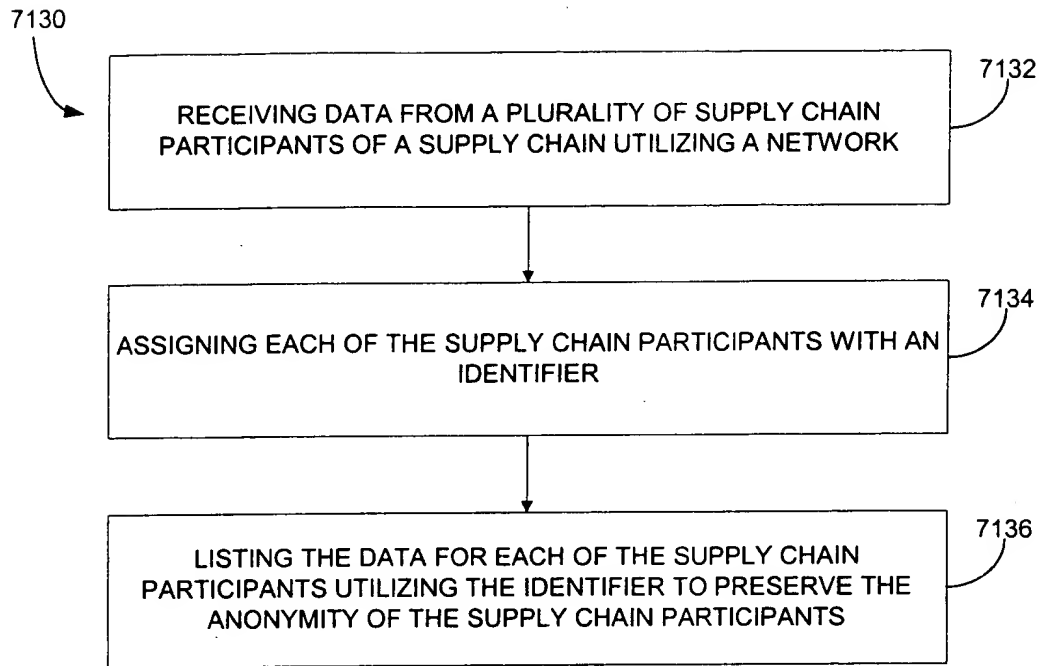 7130
7132
RECEIVING DATA FROM A PLURALITY OF SUPPLY CHAIN
PARTICIPANTS OF A SUPPLY CHAIN UTILIZING A NETWORK
7134
ASSIGNING EACH OF THE SUPPLY CHAIN PARTICIPANTS WITH AN
IDENTIFIER
7136
LISTING THE DATA FOR EACH OF THE SUPPLY CHAIN
PARTICIPANTS UTILIZING THE IDENTIFIER TO PRESERVE THE
ANONYMITY OF THE SUPPLY CHAIN PARTICIPANTS